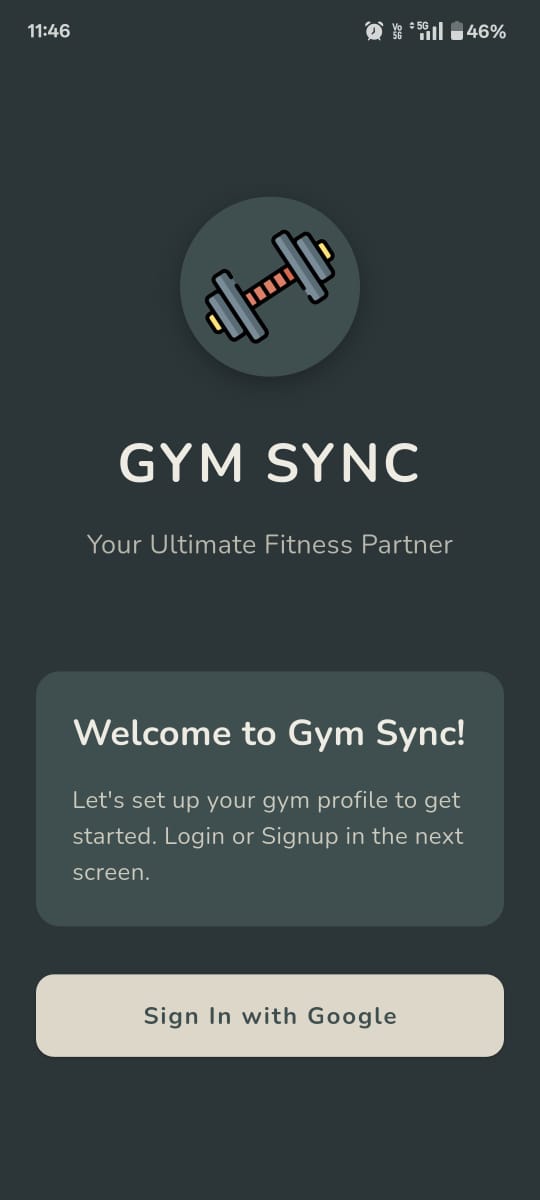 11:46
Vo 5G
5G
46%
GYM SYNC
Your Ultimate Fitness Partner
Welcome to Gym Sync!
Let's set up your gym profile to get
started. Login or Signup in the next
screen.
Sign In with Google